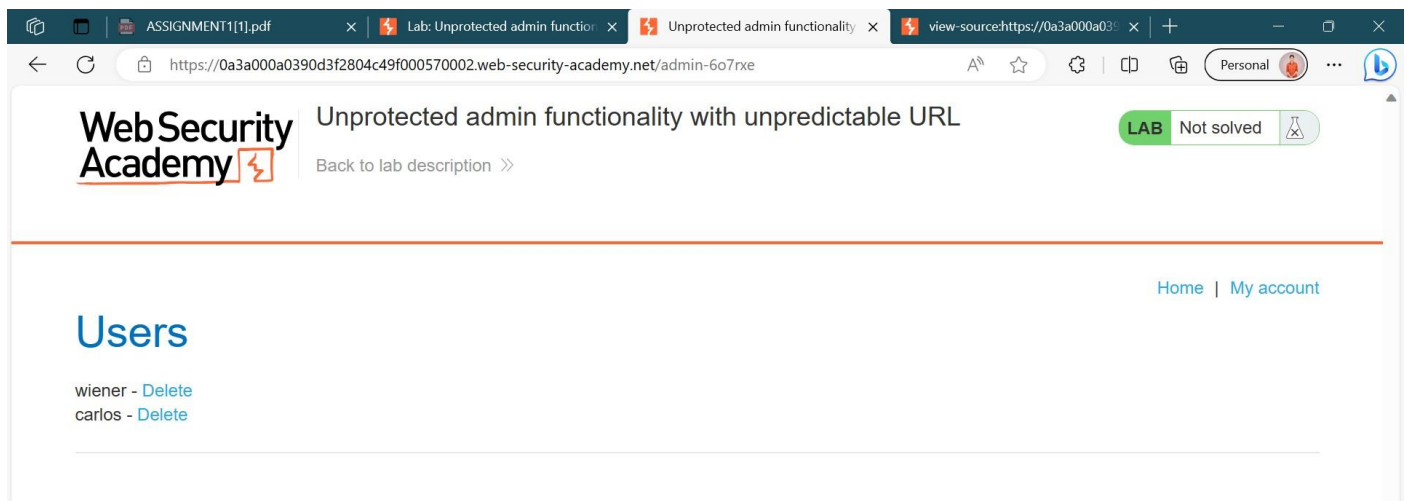 ASSIGNMENT1[1].pdf
Lab: Unprotected admin function
Unprotected admin functionality
view-source:https://0a3a000a039
https://0a3a000a0390d3f2804c49f000570002.web-security-academy.net/admin-6o7rxe
Personal
Web Security
Academy
Unprotected admin functionality with unpredictable URL
Back to lab description >>
LAB Not solved
Home | My account
Users
wiener - Delete
carlos - Delete